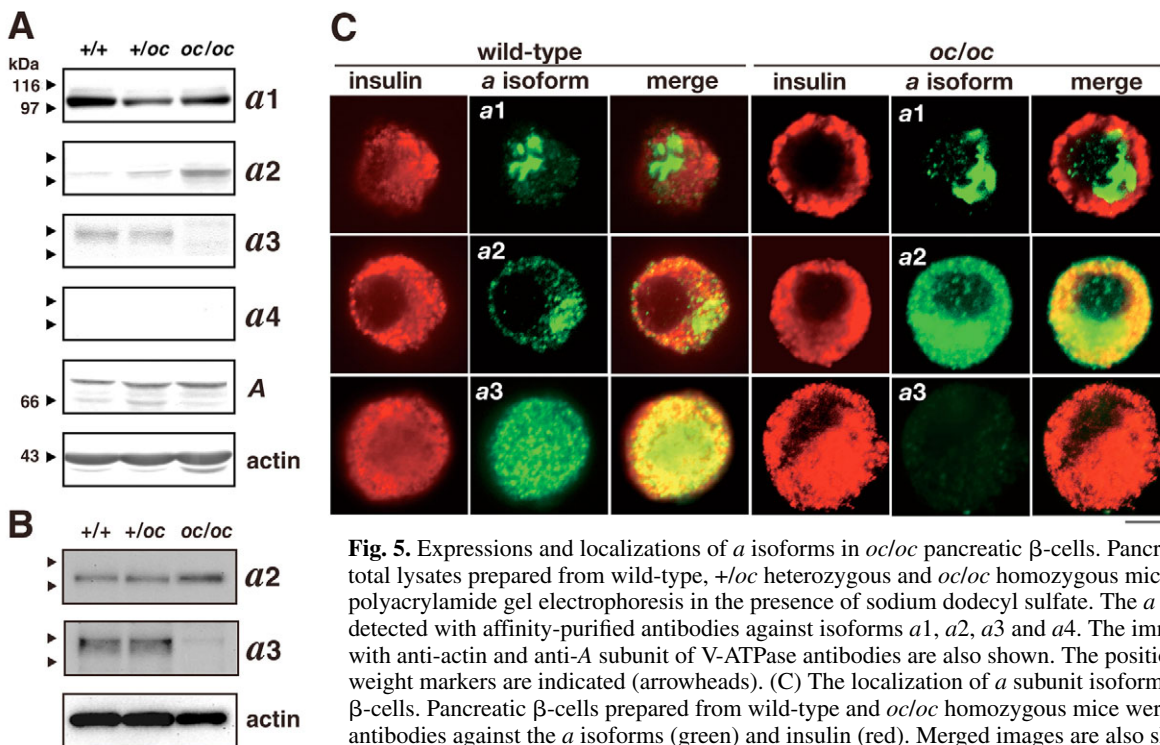 A
+/+ +/oc oc/oc
kDa
116
97
a1
a2
a3
a4
66
A
43
actin
B
+/+ +/oc oc/oc
a2
a3
actin
C
wild-type oc/oc
insulin a isoform merge insulin a isoform merge
a1 a1
a2 a2
a3 a3
Fig. 5. Expressions and localizations of a isoforms in oc/oc pancreatic β-cells. Pancr
total lysates prepared from wild-type, +/oc heterozygous and oc/oc homozygous mic
polyacrylamide gel electrophoresis in the presence of sodium dodecyl sulfate. The a
detected with affinity-purified antibodies against isoforms a1, a2, a3 and a4. The imm
with anti-actin and anti-A subunit of V-ATPase antibodies are also shown. The positio
weight markers are indicated (arrowheads). (C) The localization of a subunit isoform
β-cells. Pancreatic β-cells prepared from wild-type and oc/oc homozygous mice wer
antibodies against the a isoforms (green) and insulin (red). Merged images are also s